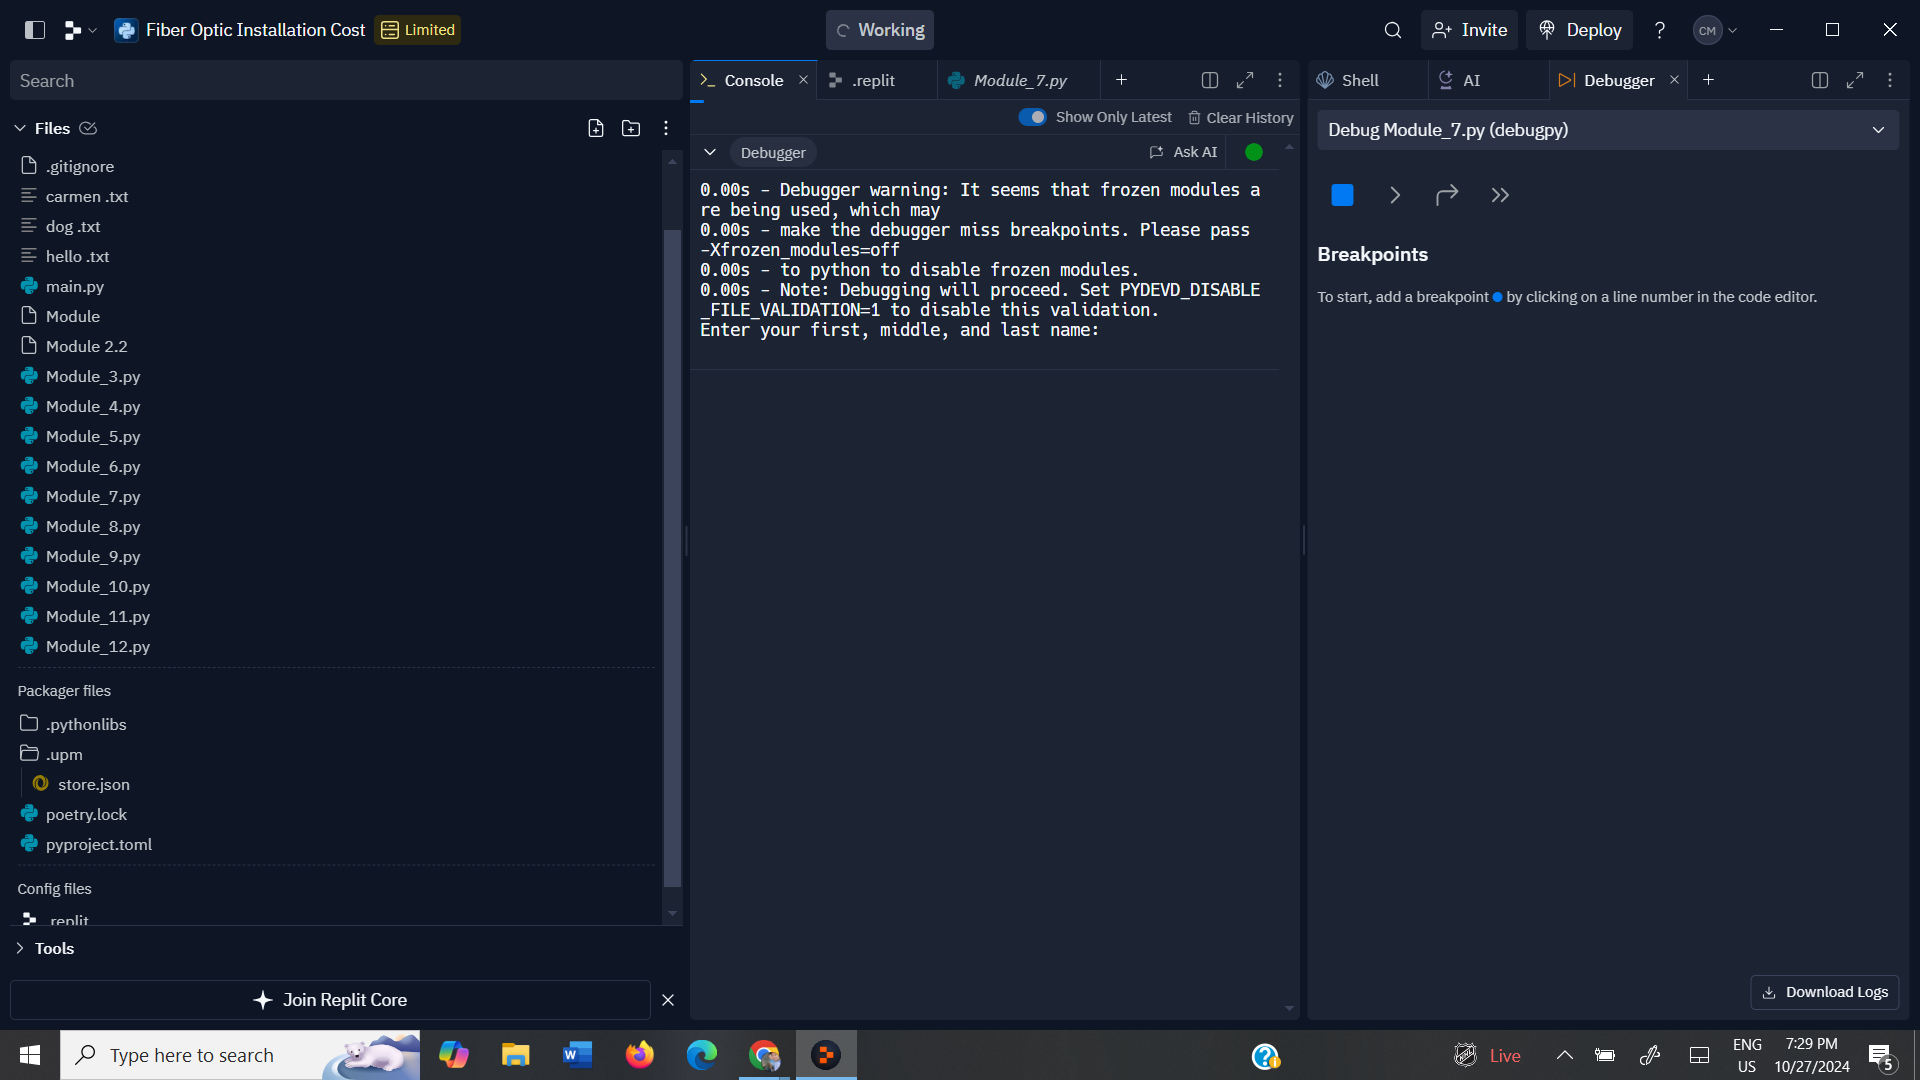 Fiber Optic Installation Cost
Limited
Working
Invite
Deploy
?
CM
Search
Files
.gitignore
carmen .txt
dog .txt
hello .txt
main.py
Module
Module 2.2
Module_3.py
Module_4.py
Module_5.py
Module_6.py
Module_7.py
Module_8.py
Module_9.py
Module_10.py
Module_11.py
Module_12.py
Packager files
.pythonlibs
.upm
store.json
poetry.lock
pyproject.toml
Config files
.replit
Tools
Join Replit Core
Console
.replit
Module_7.py
Show Only Latest
Clear History
Debugger
Ask AI
0.00s - Debugger warning: It seems that frozen modules a
re being used, which may
0.00s - make the debugger miss breakpoints. Please pass
-Xfrozen_modules=off
0.00s - to python to disable frozen modules.
0.00s - Note: Debugging will proceed. Set PYDEVD_DISABLE
_FILE_VALIDATION=1 to disable this validation.
Enter your first, middle, and last name:
Shell
AI
Debugger
Debug Module_7.py (debugpy)
Breakpoints
To start, add a breakpoint by clicking on a line number in the code editor.
Download Logs
Type here to search
Live
ENG
US
7:29 PM
10/27/2024
5